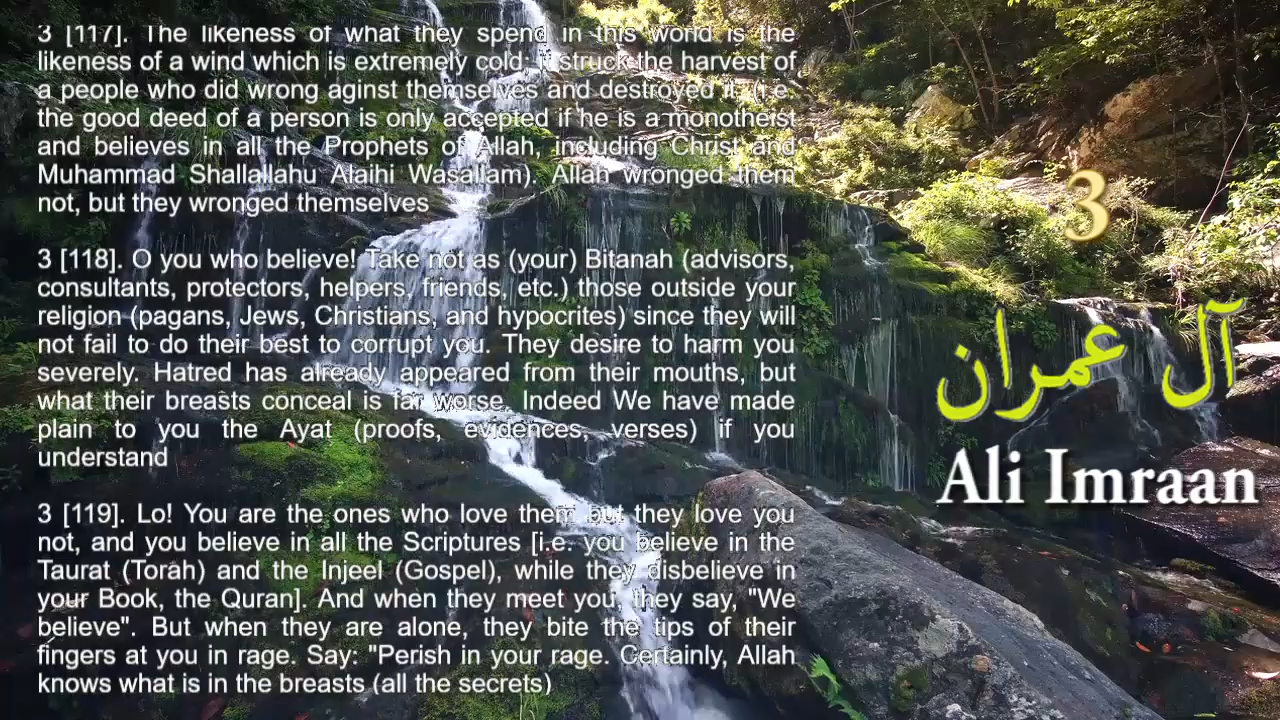 3 [117]. The likeness of what they spend in this world is the
likeness of a wind which is extremely cold; it struck the harvest of
a people who did wrong aginst themselves and destroyed it, (i.e.
the good deed of a person is only accepted if he is a monotheist
and believes in all the Prophets of Allah, including Christ and
Muhammad Shallallahu Alaihi Wasallam). Allah wronged them
not, but they wronged themselves
3 [118]. O you who believe! Take not as (your) Bitanah (advisors,
consultants, protectors, helpers, friends, etc.) those outside your
religion (pagans, Jews, Christians, and hypocrites) since they will
not fail to do their best to corrupt you. They desire to harm you
severely. Hatred has already appeared from their mouths, but
what their breasts conceal is far worse. Indeed We have made
plain to you the Ayat (proofs, evidences, verses) if you
understand
3 [119]. Lo! You are the ones who love them but they love you
not, and you believe in all the Scriptures [i.e. you believe in the
Taurat (Torah) and the Injeel (Gospel), while they disbelieve in
your Book, the Quran]. And when they meet you, they say, "We
believe". But when they are alone, they bite the tips of their
fingers at you in rage. Say: "Perish in your rage. Certainly, Allah
knows what is in the breasts (all the secrets)
3
آل عمران
Ali Imraan